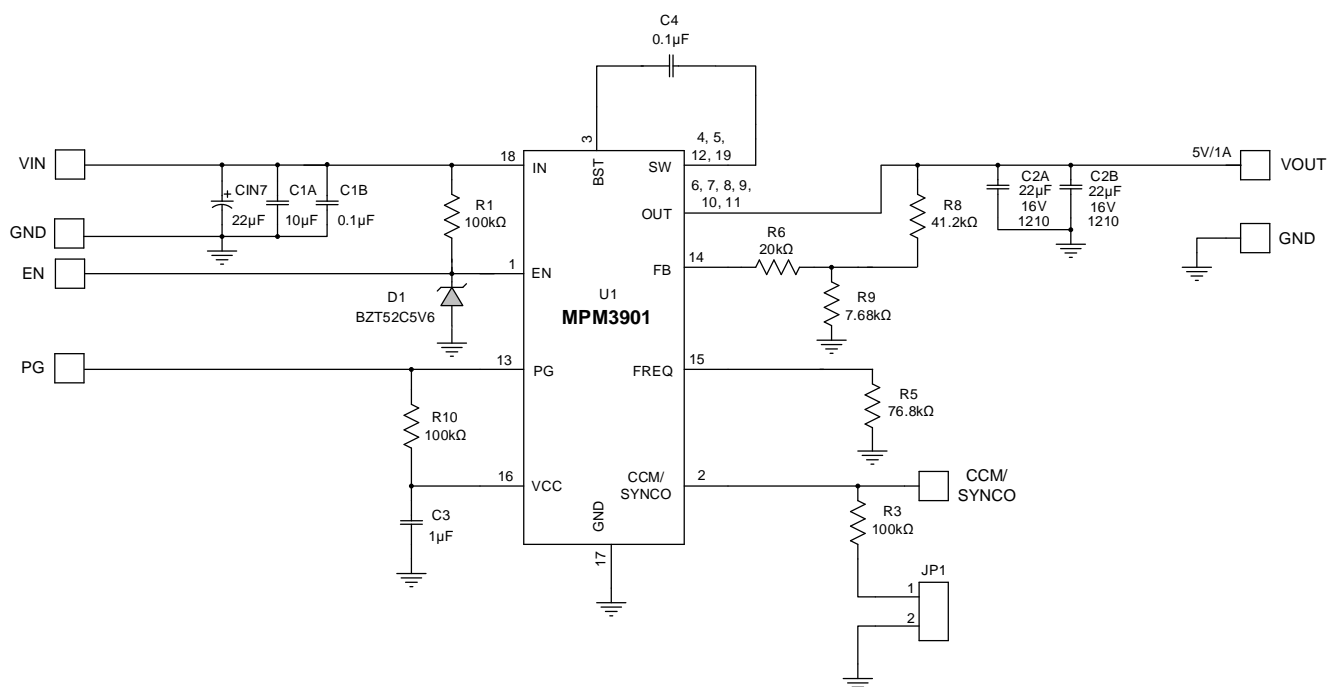 C4
0.1µF
3
4, 5,
12, 19
VIN
18
IN
BST
SW
5V/1A
VOUT
CIN7
22µF
C1A
10µF
C1B
0.1µF
R1
100kΩ
6, 7, 8, 9,
10, 11
OUT
R8
41.2kΩ
C2A
22µF
16V
1210
C2B
22µF
16V
1210
GND
GND
R6
20kΩ
EN
1
EN
FB
14
D1
BZT52C5V6
U1
MPM3901
R9
7.68kΩ
PG
13
PG
FREQ
15
R10
100kΩ
R5
76.8kΩ
16
VCC
CCM/
SYNCO
2
CCM/
SYNCO
C3
1µF
GND
17
R3
100kΩ
JP1
1
2